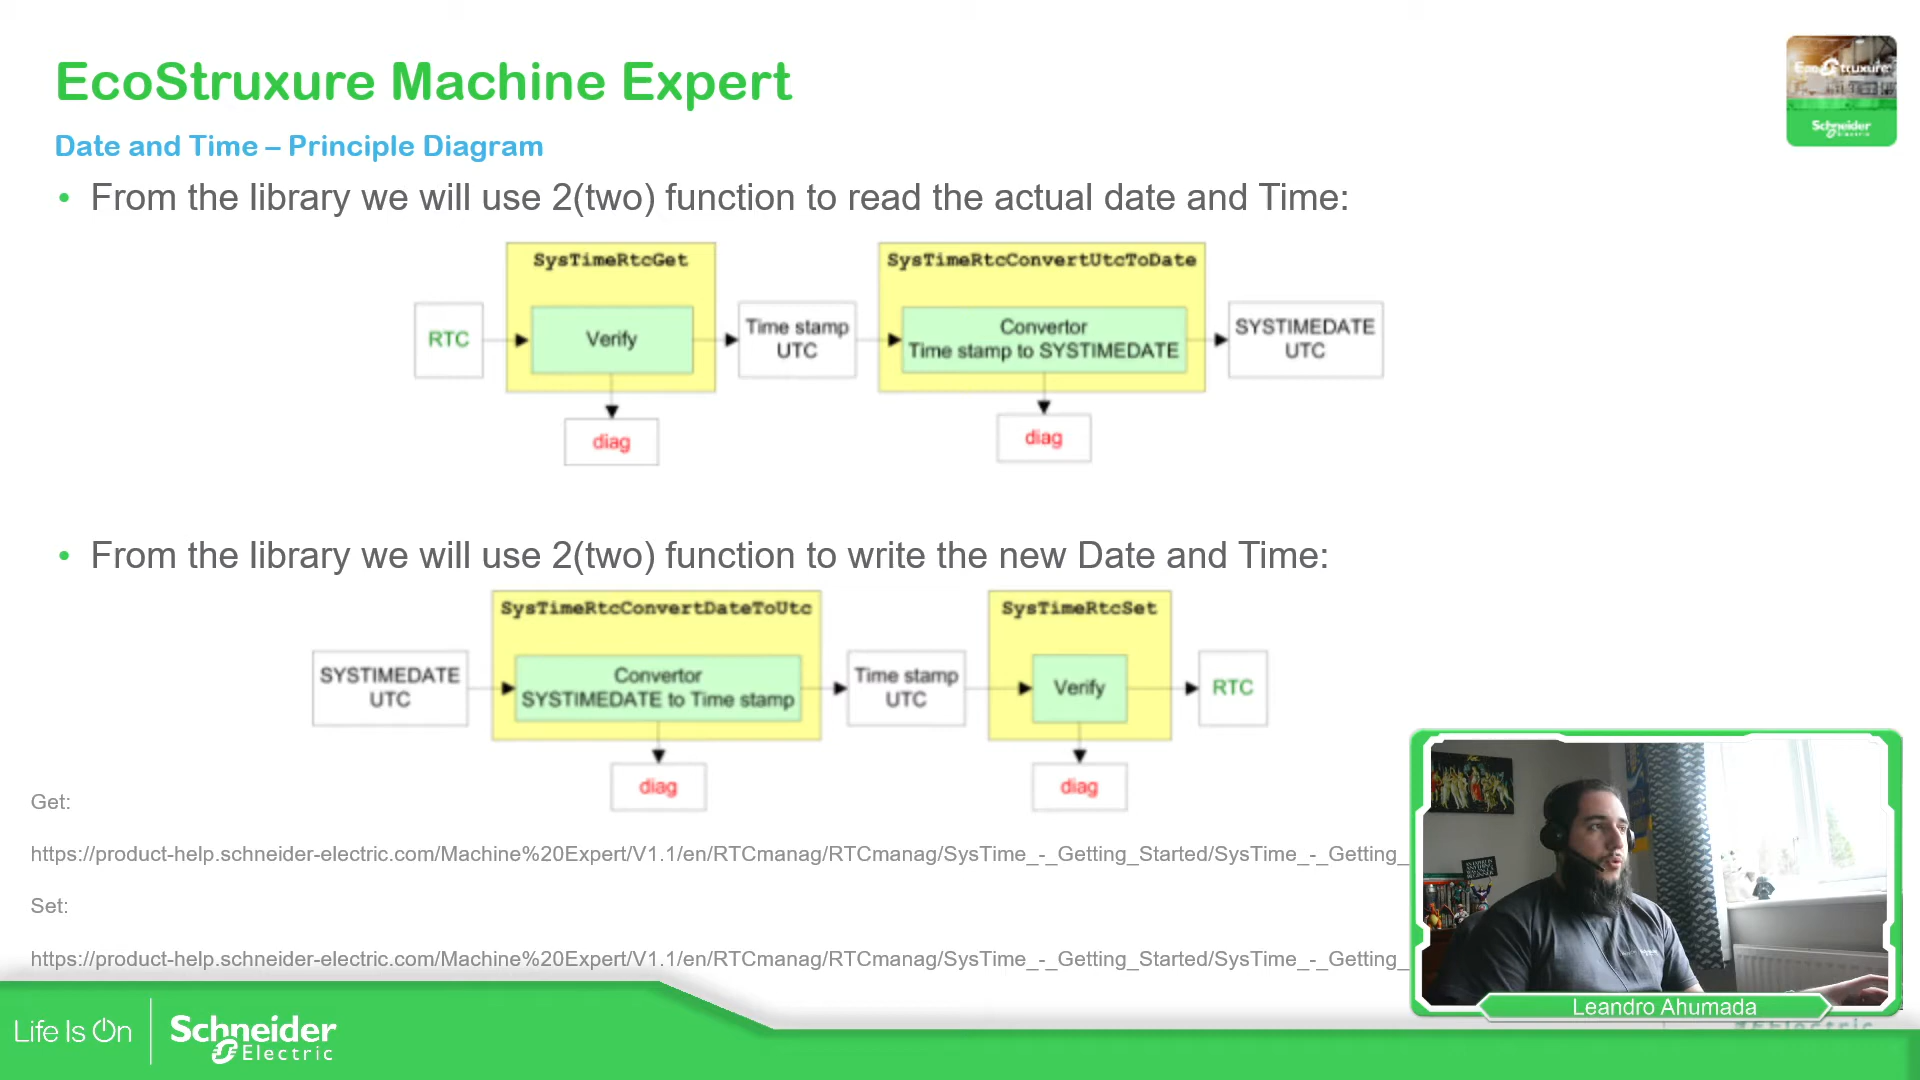 EcoStruxure Machine Expert
EcoStruxure
Schneider
Electric
Date and Time – Principle Diagram
• From the library we will use 2(two) function to read the actual date and Time:
SysTimeRtcGet
SysTimeRtcConvertUtcToDate
RTC
Verify
Time stamp
UTC
Convertor
Time stamp to SYSTIMEDATE
SYSTIMEDATE
UTC
diag
diag
• From the library we will use 2(two) function to write the new Date and Time:
SysTimeRtcConvertDateToUtc
SysTimeRtcSet
SYSTIMEDATE
UTC
Convertor
SYSTIMEDATE to Time stamp
Time stamp
UTC
Verify
RTC
diag
diag
Get:
https://product-help.schneider-electric.com/Machine%20Expert/V1.1/en/RTCmanag/RTCmanag/SysTime_-_Getting_Started/SysTime_-_Getting_
Set:
https://product-help.schneider-electric.com/Machine%20Expert/V1.1/en/RTCmanag/RTCmanag/SysTime_-_Getting_Started/SysTime_-_Getting_
Leandro Ahumada
Life Is On
Schneider
Electric